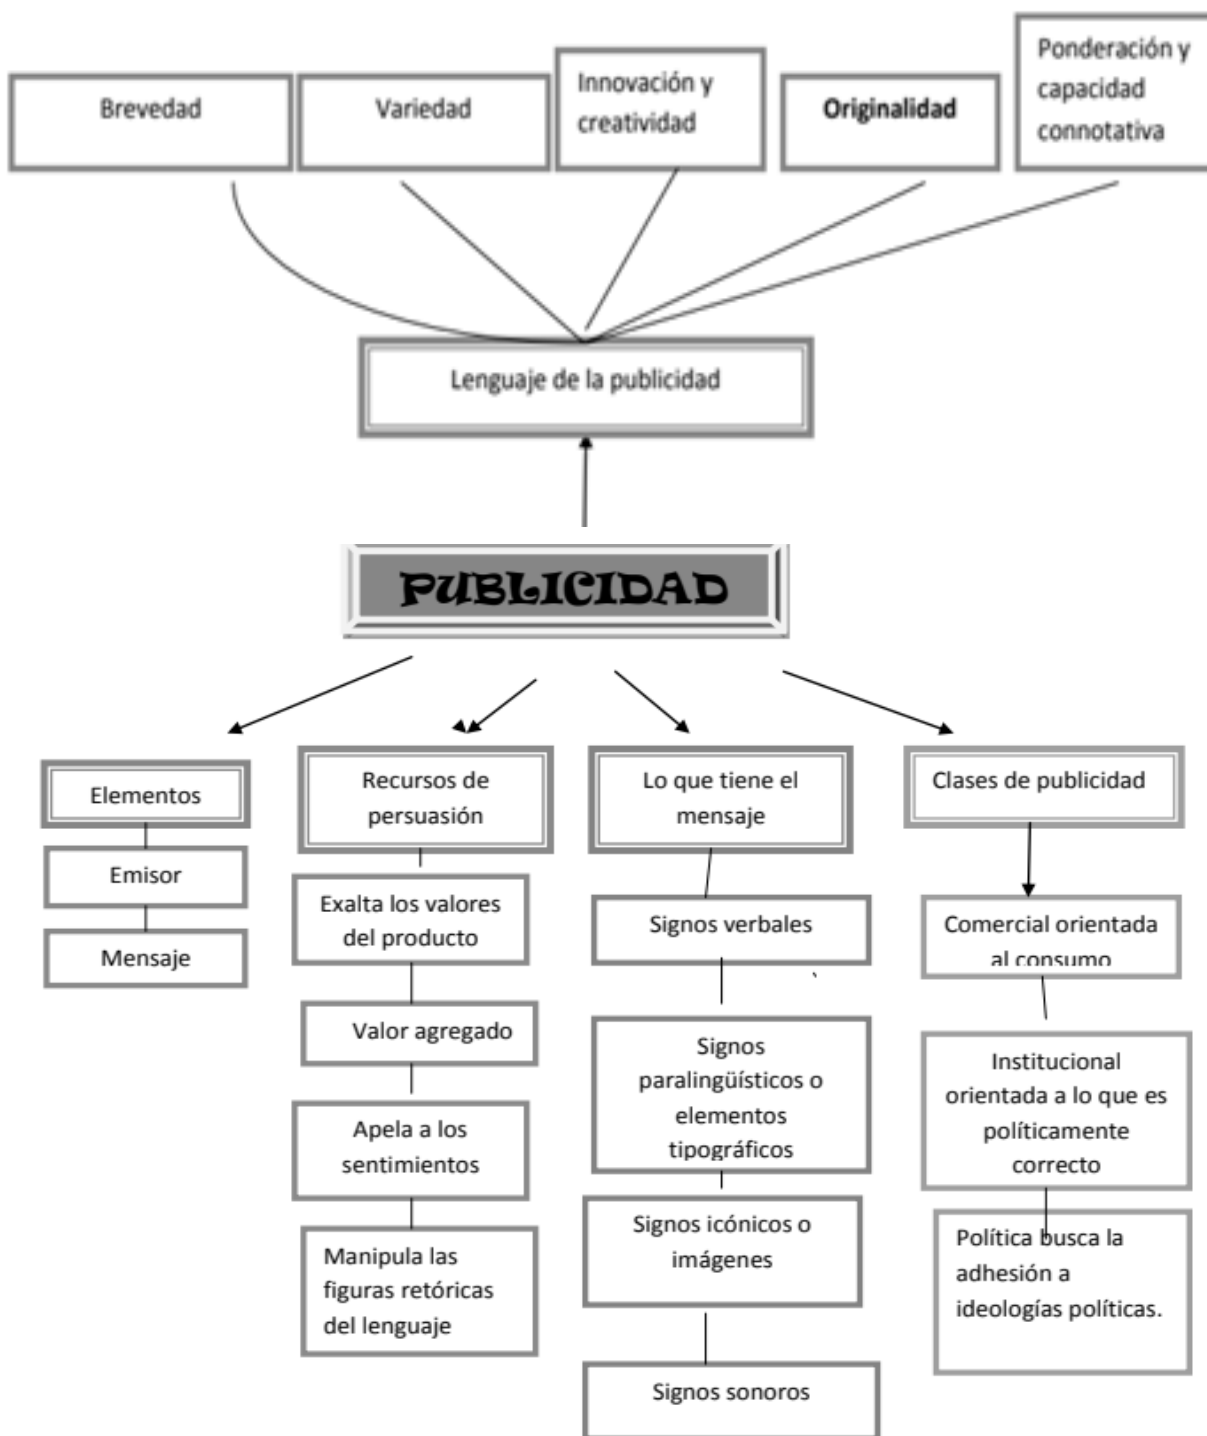 Brevedad
Variedad
Innovación y
creatividad
Originalidad
Ponderación y
capacidad
connotativa
Lenguaje de la publicidad
PUBLICIDAD
Elementos
Emisor
Mensaje
Recursos de
persuasión
Exalta los valores
del producto
Valor agregado
Apela a los
sentimientos
Manipula las
figuras retóricas
del lenguaje
Lo que tiene el
mensaje
Signos verbales
Signos
paralingüísticos o
elementos
tipográficos
Signos icónicos o
imágenes
Signos sonoros
Clases de publicidad
Comercial orientada
al consumo
Institucional
orientada a lo que es
políticamente
correcto
Política busca la
adhesión a
ideologías políticas.